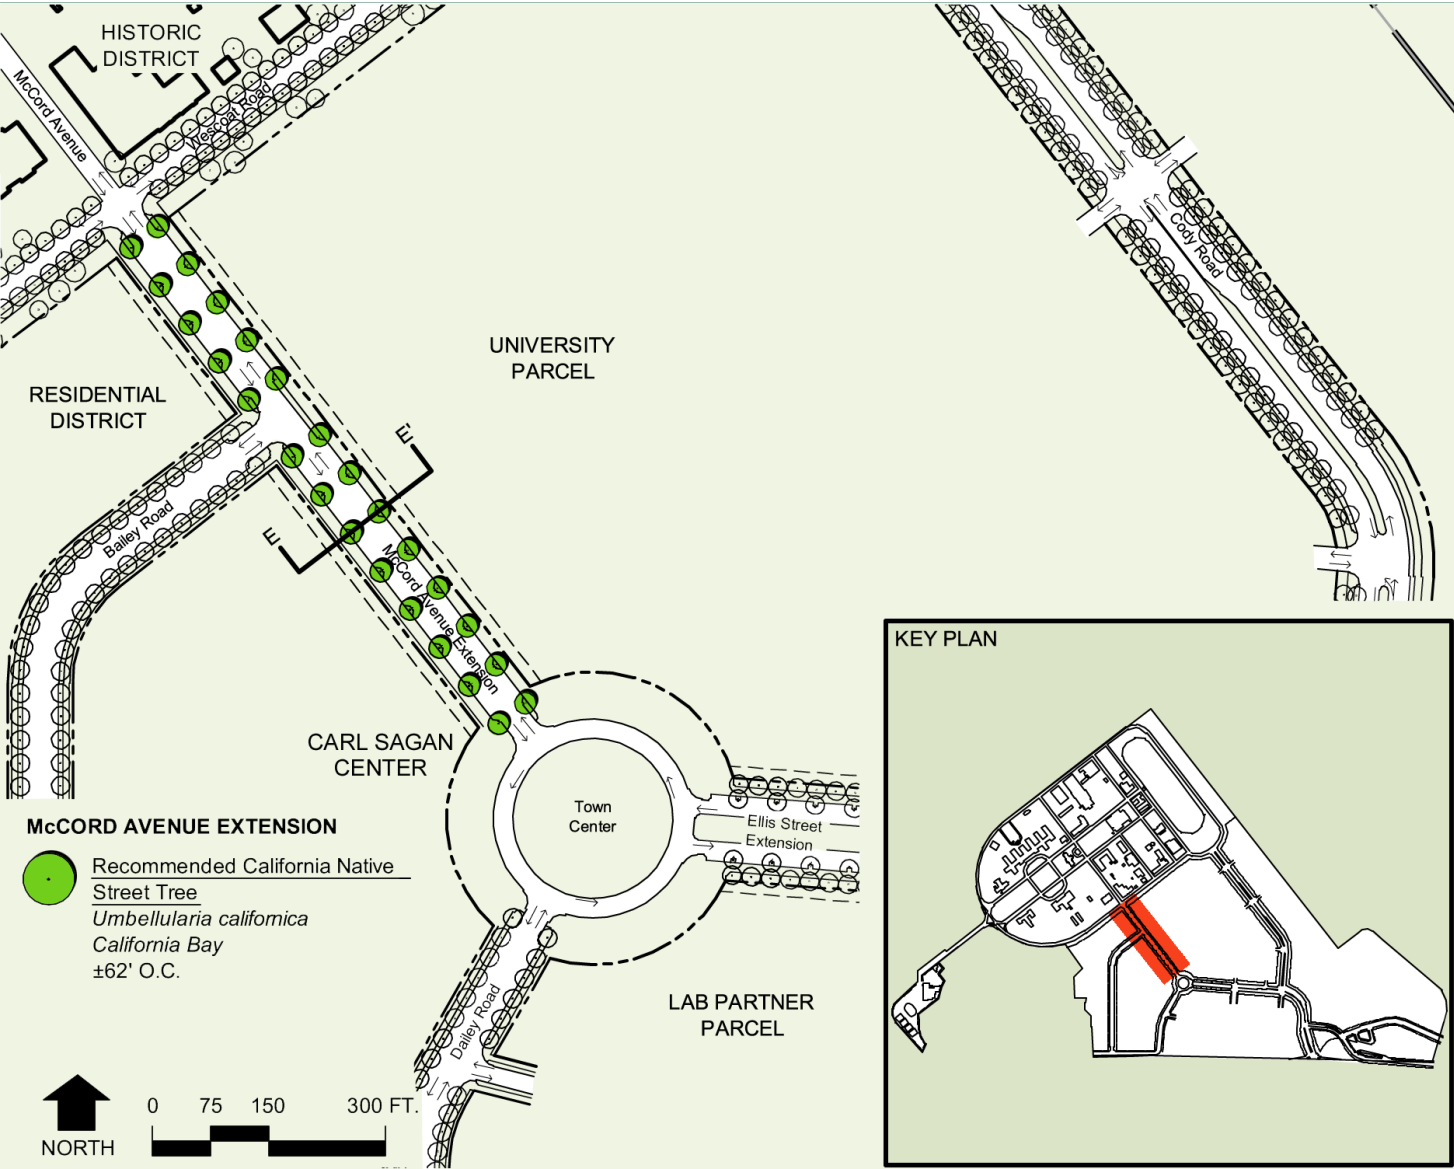 HISTORIC
DISTRICT
McCord Avenue
Wescoat Road
Cody Road
UNIVERSITY
PARCEL
RESIDENTIAL
DISTRICT
E'
E'
Bailey Road
McCord Avenue Extension
KEY PLAN
CARL SAGAN
CENTER
Town
Center
Ellis Street
Extension
McCORD AVENUE EXTENSION
Recommended California Native
Street Tree
Umbellularia californica
California Bay
±62' O.C.
LAB PARTNER
PARCEL
Dailey Road
0 75 150 300 FT.
NORTH